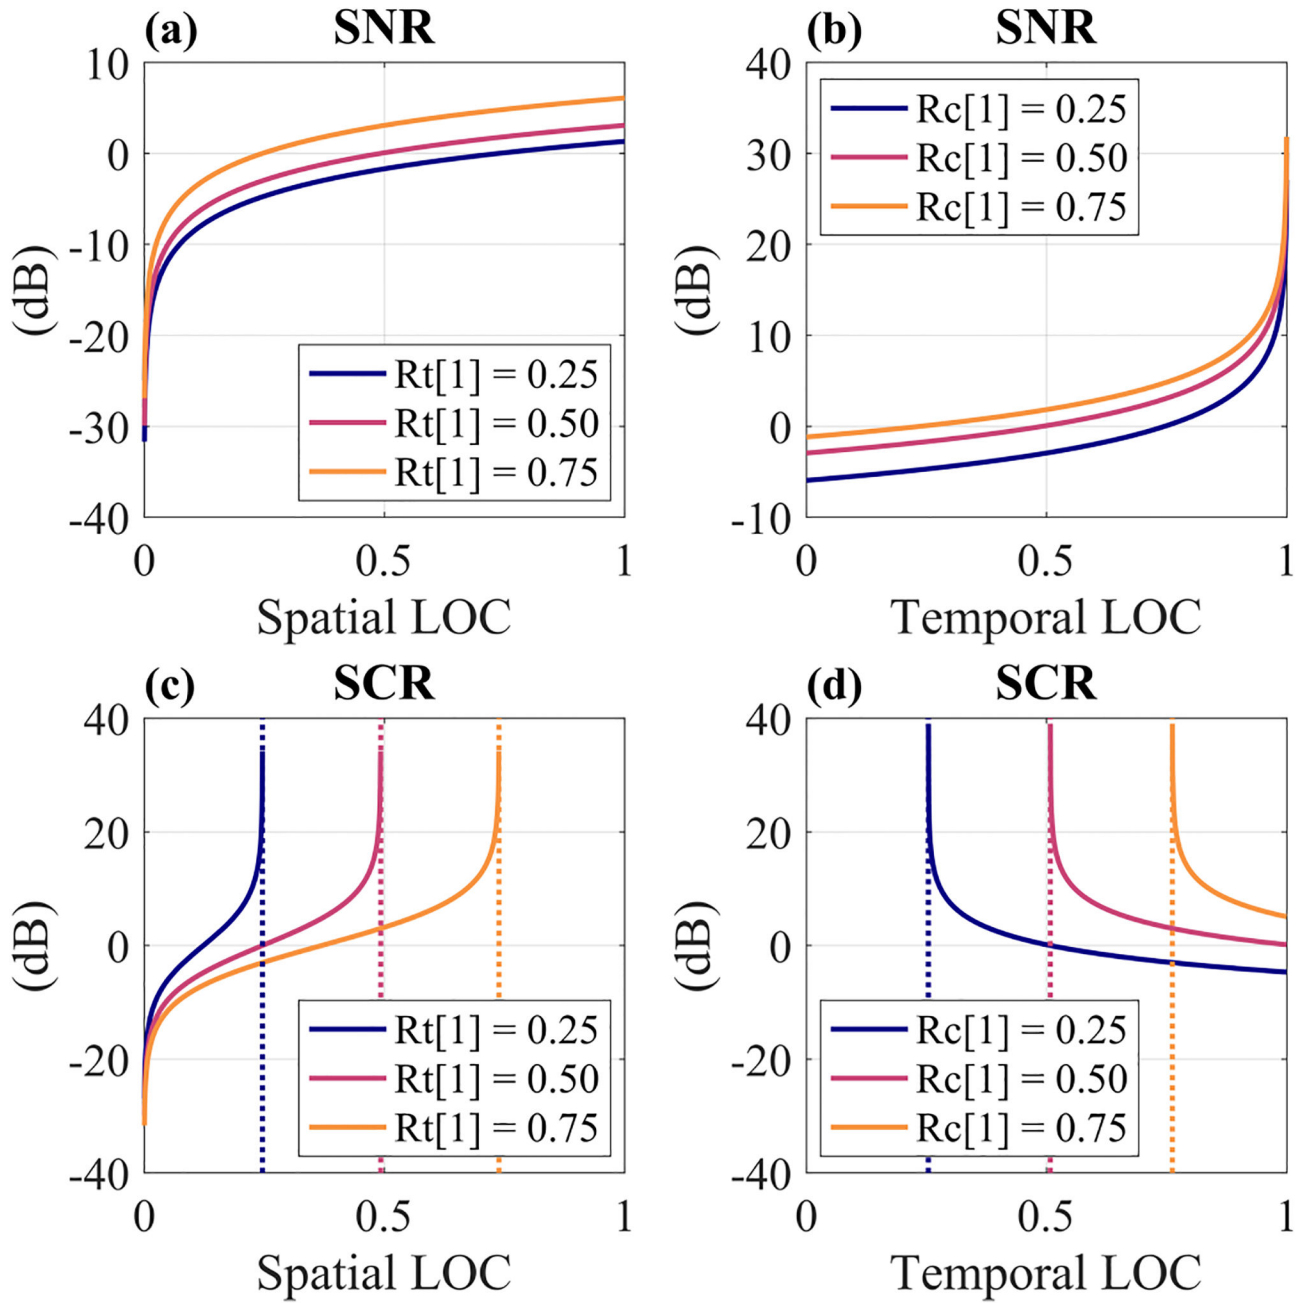 (a) SNR
10
0
-10
-20
-30
-40
(dB)
Rt[1] = 0.25
Rt[1] = 0.50
Rt[1] = 0.75
0 0.5 1
Spatial LOC
(b) SNR
40
30
20
10
0
-10
(dB)
Rc[1] = 0.25
Rc[1] = 0.50
Rc[1] = 0.75
0 0.5 1
Temporal LOC
(c) SCR
40
20
0
-20
-40
(dB)
Rt[1] = 0.25
Rt[1] = 0.50
Rt[1] = 0.75
0 0.5 1
Spatial LOC
(d) SCR
40
20
0
-20
-40
(dB)
Rc[1] = 0.25
Rc[1] = 0.50
Rc[1] = 0.75
0 0.5 1
Temporal LOC